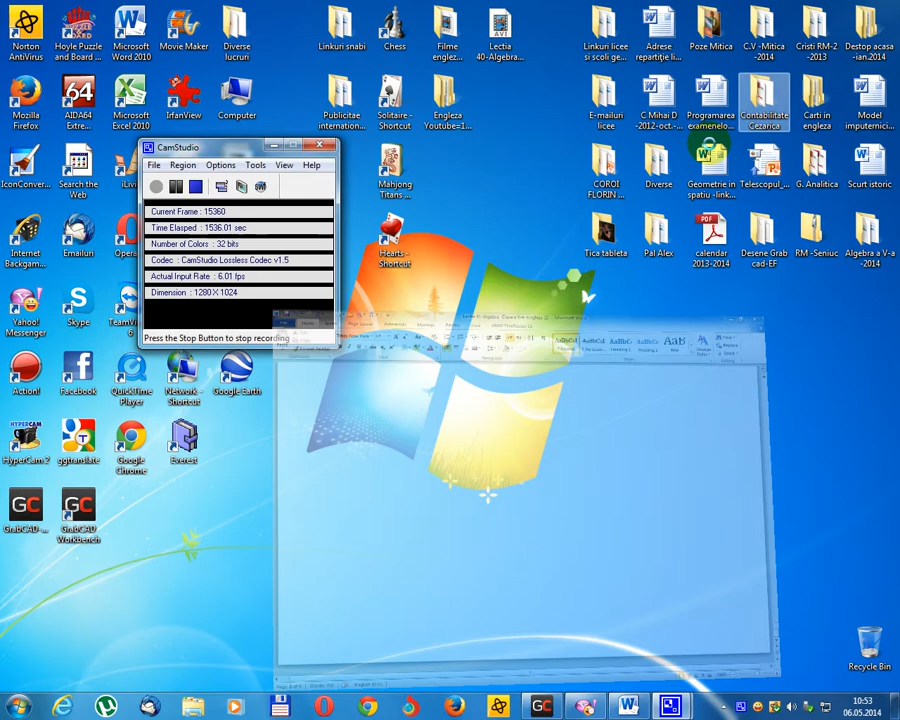 Norton AntiVirus
Hoyle Puzzle and Board ...
Microsoft Word 2010
Movie Maker
Diverse lucruri
Linkuri snabi
Chess
Filme englez...
Lectia 40-Algebra...
Linkuri licee si scoli ge...
Adrese repartiţie li...
Poze Mitica
C.V -Mitica -2014
Cristi RM-2 -2013
Destop acasa -ian.2014
Mozilla Firefox
AIDA64 Extre...
Microsoft Excel 2010
IrfanView
Computer
Publicitae internation...
Solitaire - Shortcut
Engleza Youtube=1...
E-mailuri licee
C Mihai D -2012-oct.-...
Programarea examenelo...
Contabilitate Cezarica
Carti in engleza
Model imputernici...
IconConver...
Search the Web
iLivi
CamStudio
File Region Options Tools View Help
Current Frame : 15360
Time Elasped : 1536.01 sec
Number of Colors : 32 bits
Codec : CamStudio Lossless Codec v1.5
Actual Input Rate : 6.01 fps
Dimension : 1280 X 1024
Press the Stop Button to stop recording
Mahjong Titans ...
COROI FLORIN ...
Diverse
Geometrie in spatiu -link...
Telescopul_...
G. Analitica
Scurt istoric
Internet Backgam...
Emailuri
Opera
Hearts - Shortcut
Tica tableta
Pal Alex
calendar 2013-2014
Desene Grab cad-EF
RM -Seniuc
Algebra a V-a -2014
Yahoo! Messenger
Skype
TeamV 6
Action!
Facebook
QuickTime Player
Network - Shortcut
Google Earth
HyperCam 2
ggtranslate
Google Chrome
Everest
GrabCAD-...
GrabCAD Workbench
Recycle Bin
10:53
06.05.2014